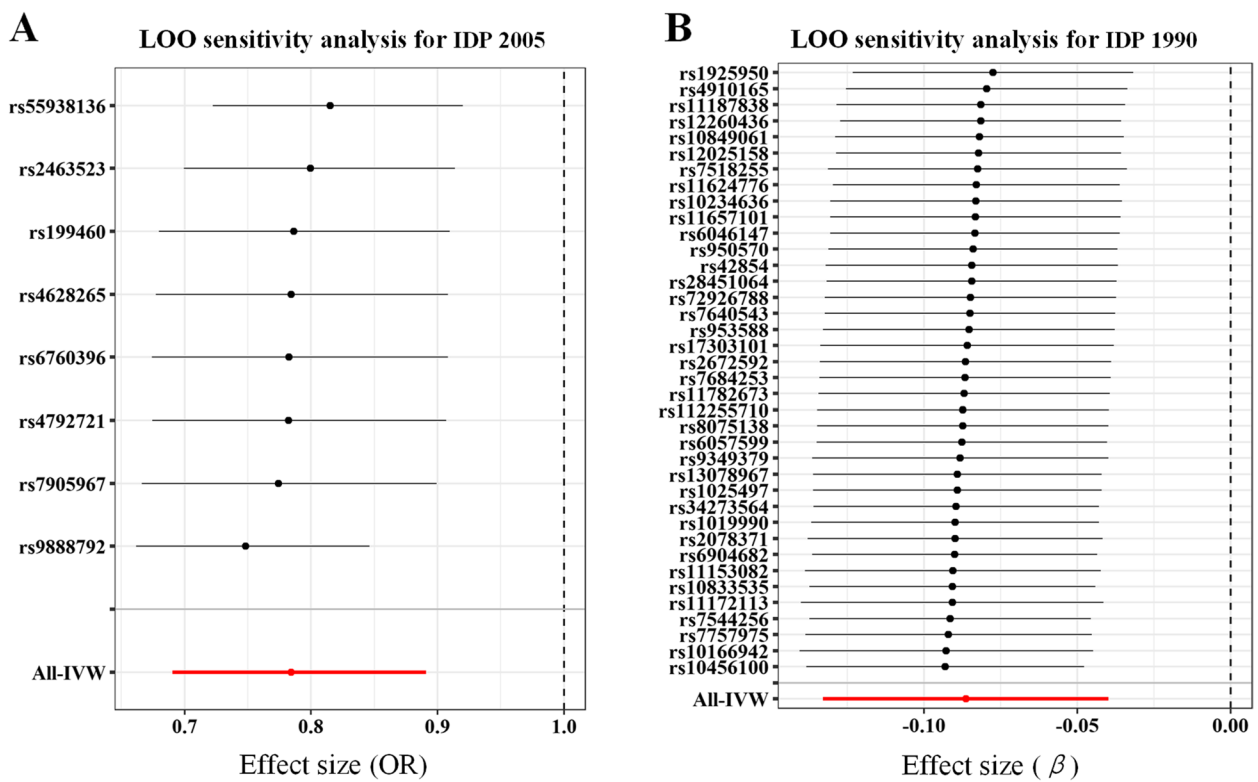 A
LOO sensitivity analysis for IDP 2005
rs55938136
rs2463523
rs199460
rs4628265
rs6760396
rs4792721
rs7905967
rs9888792
All-IVW
0.7 0.8 0.9 1.0
Effect size (OR)
B
LOO sensitivity analysis for IDP 1990
rs1925950
rs4910165
rs11187838
rs12260436
rs10849061
rs12025158
rs7518255
rs11624776
rs10234636
rs11657101
rs6046147
rs950570
rs42854
rs28451064
rs72926788
rs7640543
rs953588
rs17303101
rs2672592
rs7684253
rs11782673
rs112255710
rs8075138
rs6057599
rs9349379
rs13078967
rs1025497
rs34273564
rs1019990
rs2078371
rs6904682
rs11153082
rs10833535
rs11172113
rs7544256
rs7757975
rs10166942
rs10456100
All-IVW
-0.10 -0.05 0.00
Effect size ( β )